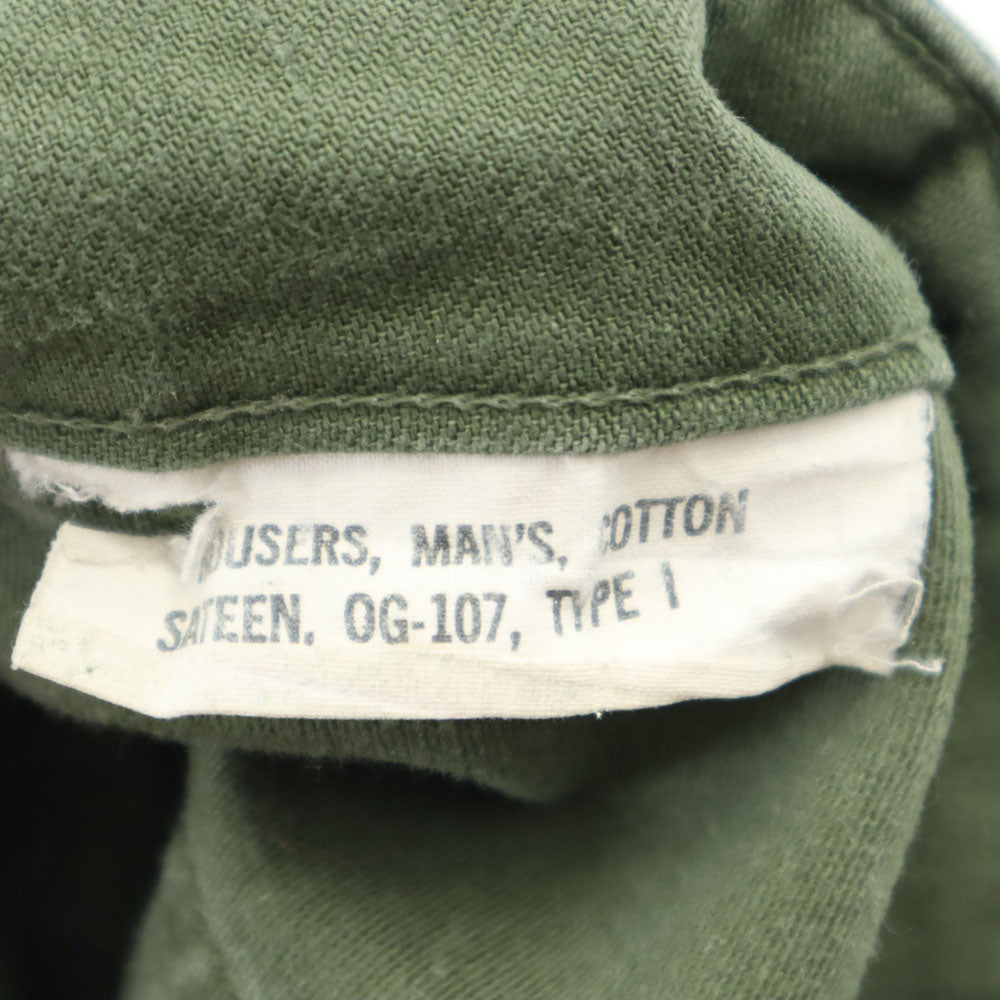 OUSERS, MAN'S, COTTON
SATEEN. OG-107, TYPE I